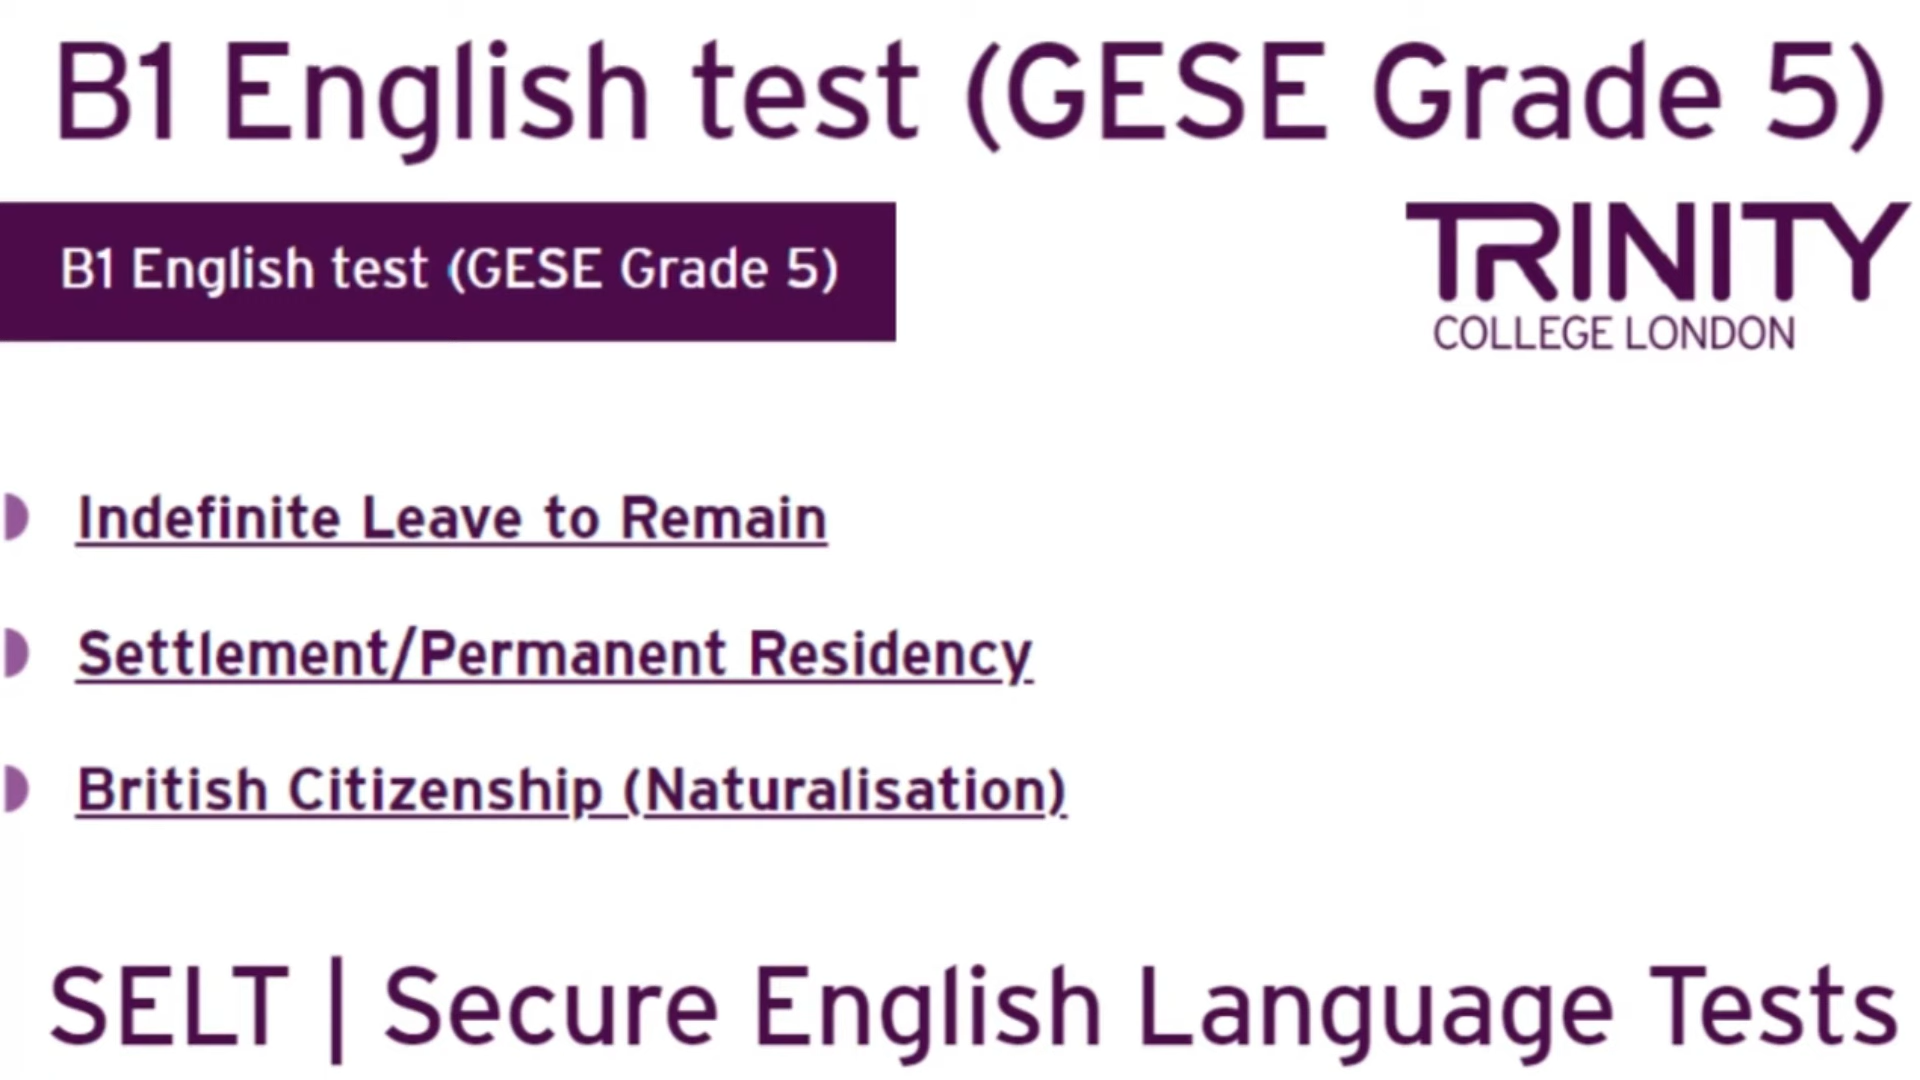 B1 English test (GESE Grade 5)
B1 English test (GESE Grade 5)
TRINITY
COLLEGE LONDON
Indefinite Leave to Remain
Settlement/Permanent Residency
British Citizenship (Naturalisation)
SELT | Secure English Language Tests